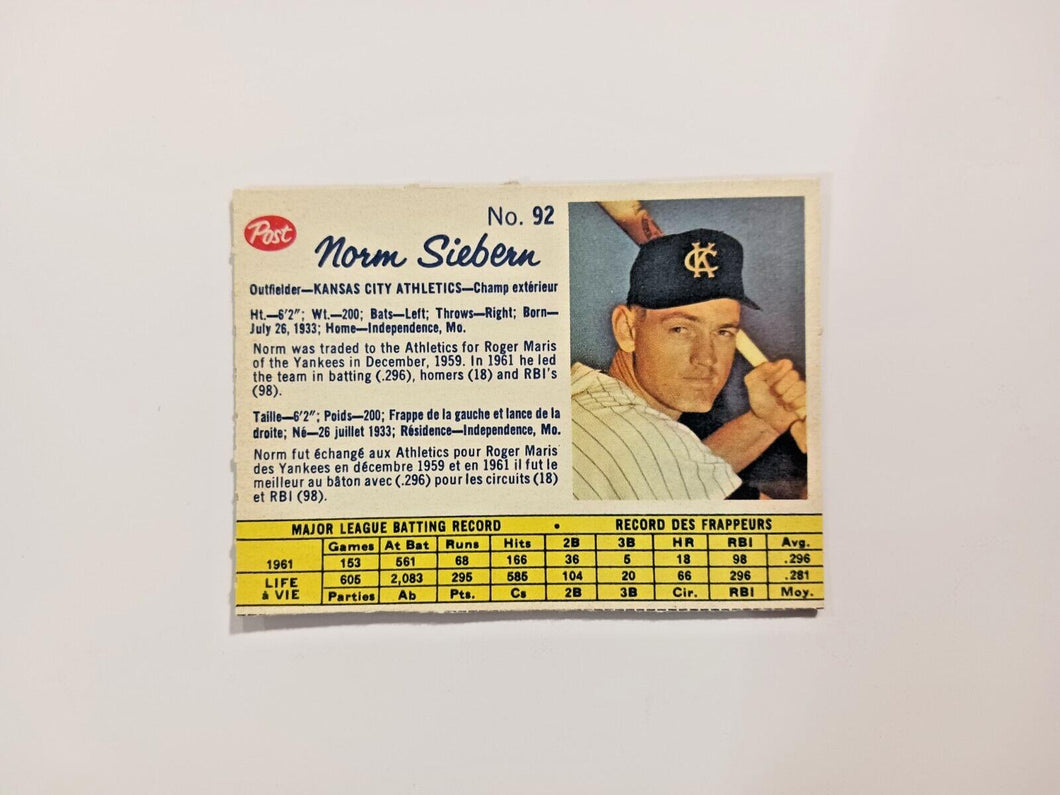 No. 92
Post
Norm Siebern
Outfielder—KANSAS CITY ATHLETICS—Champ extérieur
Ht.—6'2"; Wt.—200; Bats—Left; Throws—Right; Born—
July 26, 1933; Home—Independence, Mo.
Norm was traded to the Athletics for Roger Maris
of the Yankees in December, 1959. In 1961 he led
the team in batting (.296), homers (18) and RBI's
(98).
Taille—6'2"; Poids—200; Frappe de la gauche et lance de la
droite; Né—26 juillet 1933; Résidence—Independence, Mo.
Norm fut échangé aux Athletics pour Roger Maris
des Yankees en décembre 1959 et en 1961 il fut le
meilleur au bâton avec (.296) pour les circuits (18)
et RBI (98).
KC
MAJOR LEAGUE BATTING RECORD • RECORD DES FRAPPEURS
Games At Bat Runs Hits 2B 3B HR RBI Avg.
1961 153 561 68 166 36 5 18 98 .296
LIFE 605 2,083 295 585 104 20 66 296 .281
à VIE Parties Ab Pts. Cs 2B 3B Cir. RBI Moy.